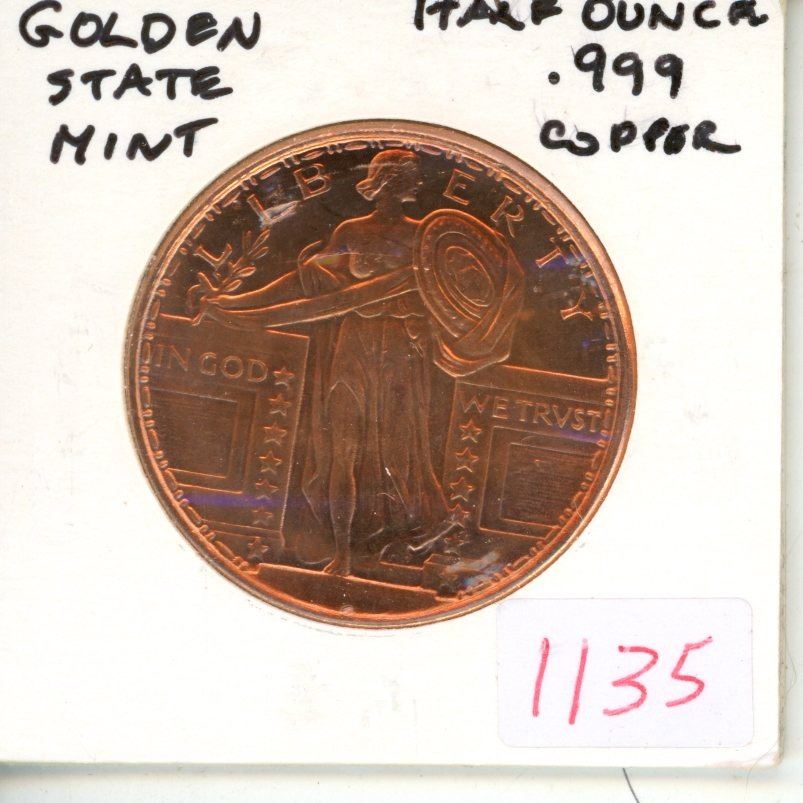 GOLDEN
STATE
MINT
HALF OUNCE
.999
COPPER
LIBERTY
IN GOD
WE TRVST
1135